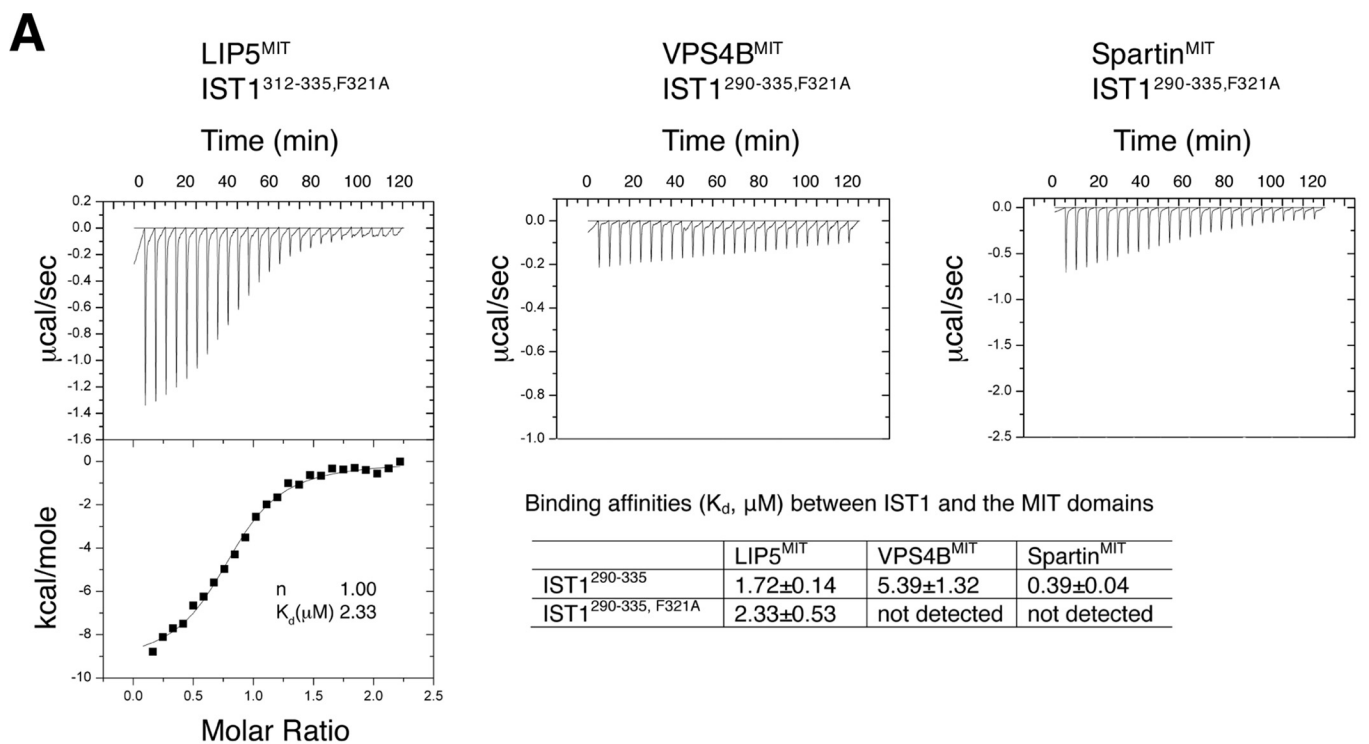 A
LIP5MIT
IST1312-335,F321A
Time (min)
0 20 40 60 80 100 120
0.2
0.0
-0.2
-0.4
-0.6
-0.8
-1.0
-1.2
-1.4
-1.6
μcal/sec
0
-2
-4
-6
-8
-10
kcal/mole
n 1.00
Kd(μM) 2.33
0.0 0.5 1.0 1.5 2.0 2.5
Molar Ratio
VPS4BMIT
IST1290-335,F321A
Time (min)
0 20 40 60 80 100 120
0.0
-0.2
-0.4
-0.6
-0.8
-1.0
μcal/sec
SpartinMIT
IST1290-335,F321A
Time (min)
0 20 40 60 80 100 120
0.0
-0.5
-1.0
-1.5
-2.0
-2.5
μcal/sec
Binding affinities (Kd, μM) between IST1 and the MIT domains
LIP5MIT VPS4BMIT SpartinMIT
IST1290-335 1.72±0.14 5.39±1.32 0.39±0.04
IST1290-335, F321A 2.33±0.53 not detected not detected